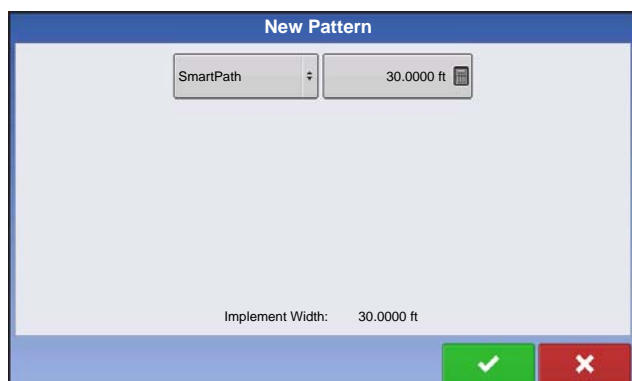 New Pattern
SmartPath 30.0000 ft
Implement Width: 30.0000 ft